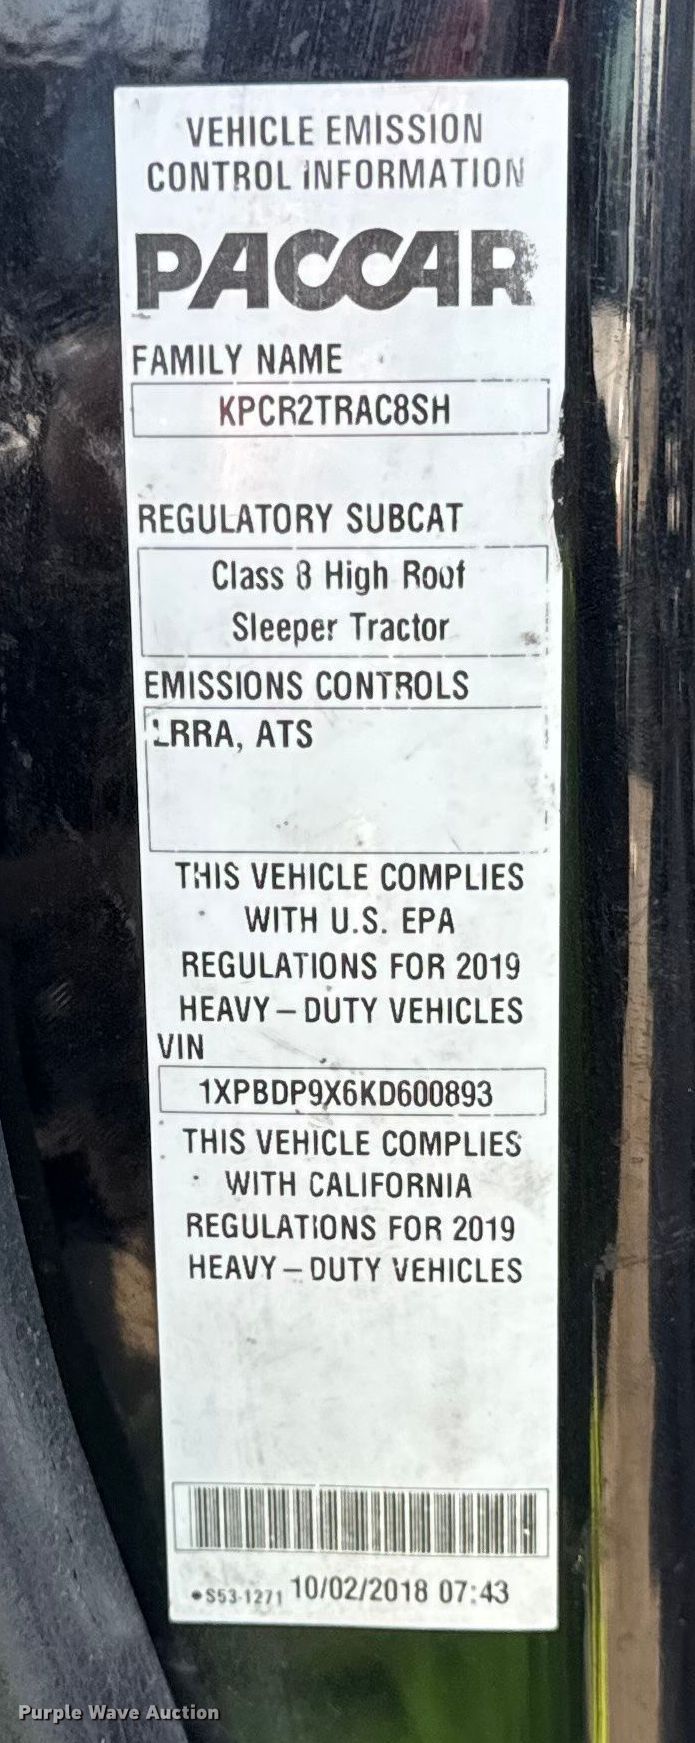 VEHICLE EMISSION
CONTROL INFORMATION
PACCAR
FAMILY NAME
KPCR2TRAC8SH
REGULATORY SUBCAT
Class 8 High Roof
Sleeper Tractor
EMISSIONS CONTROLS
LRRA, ATS
THIS VEHICLE COMPLIES
WITH U.S. EPA
REGULATIONS FOR 2019
HEAVY-DUTY VEHICLES
VIN
1XPBDP9X6KD600893
THIS VEHICLE COMPLIES
WITH CALIFORNIA
REGULATIONS FOR 2019
HEAVY-DUTY VEHICLES
•S53-1271 10/02/2018 07:43
Purple Wave Auction